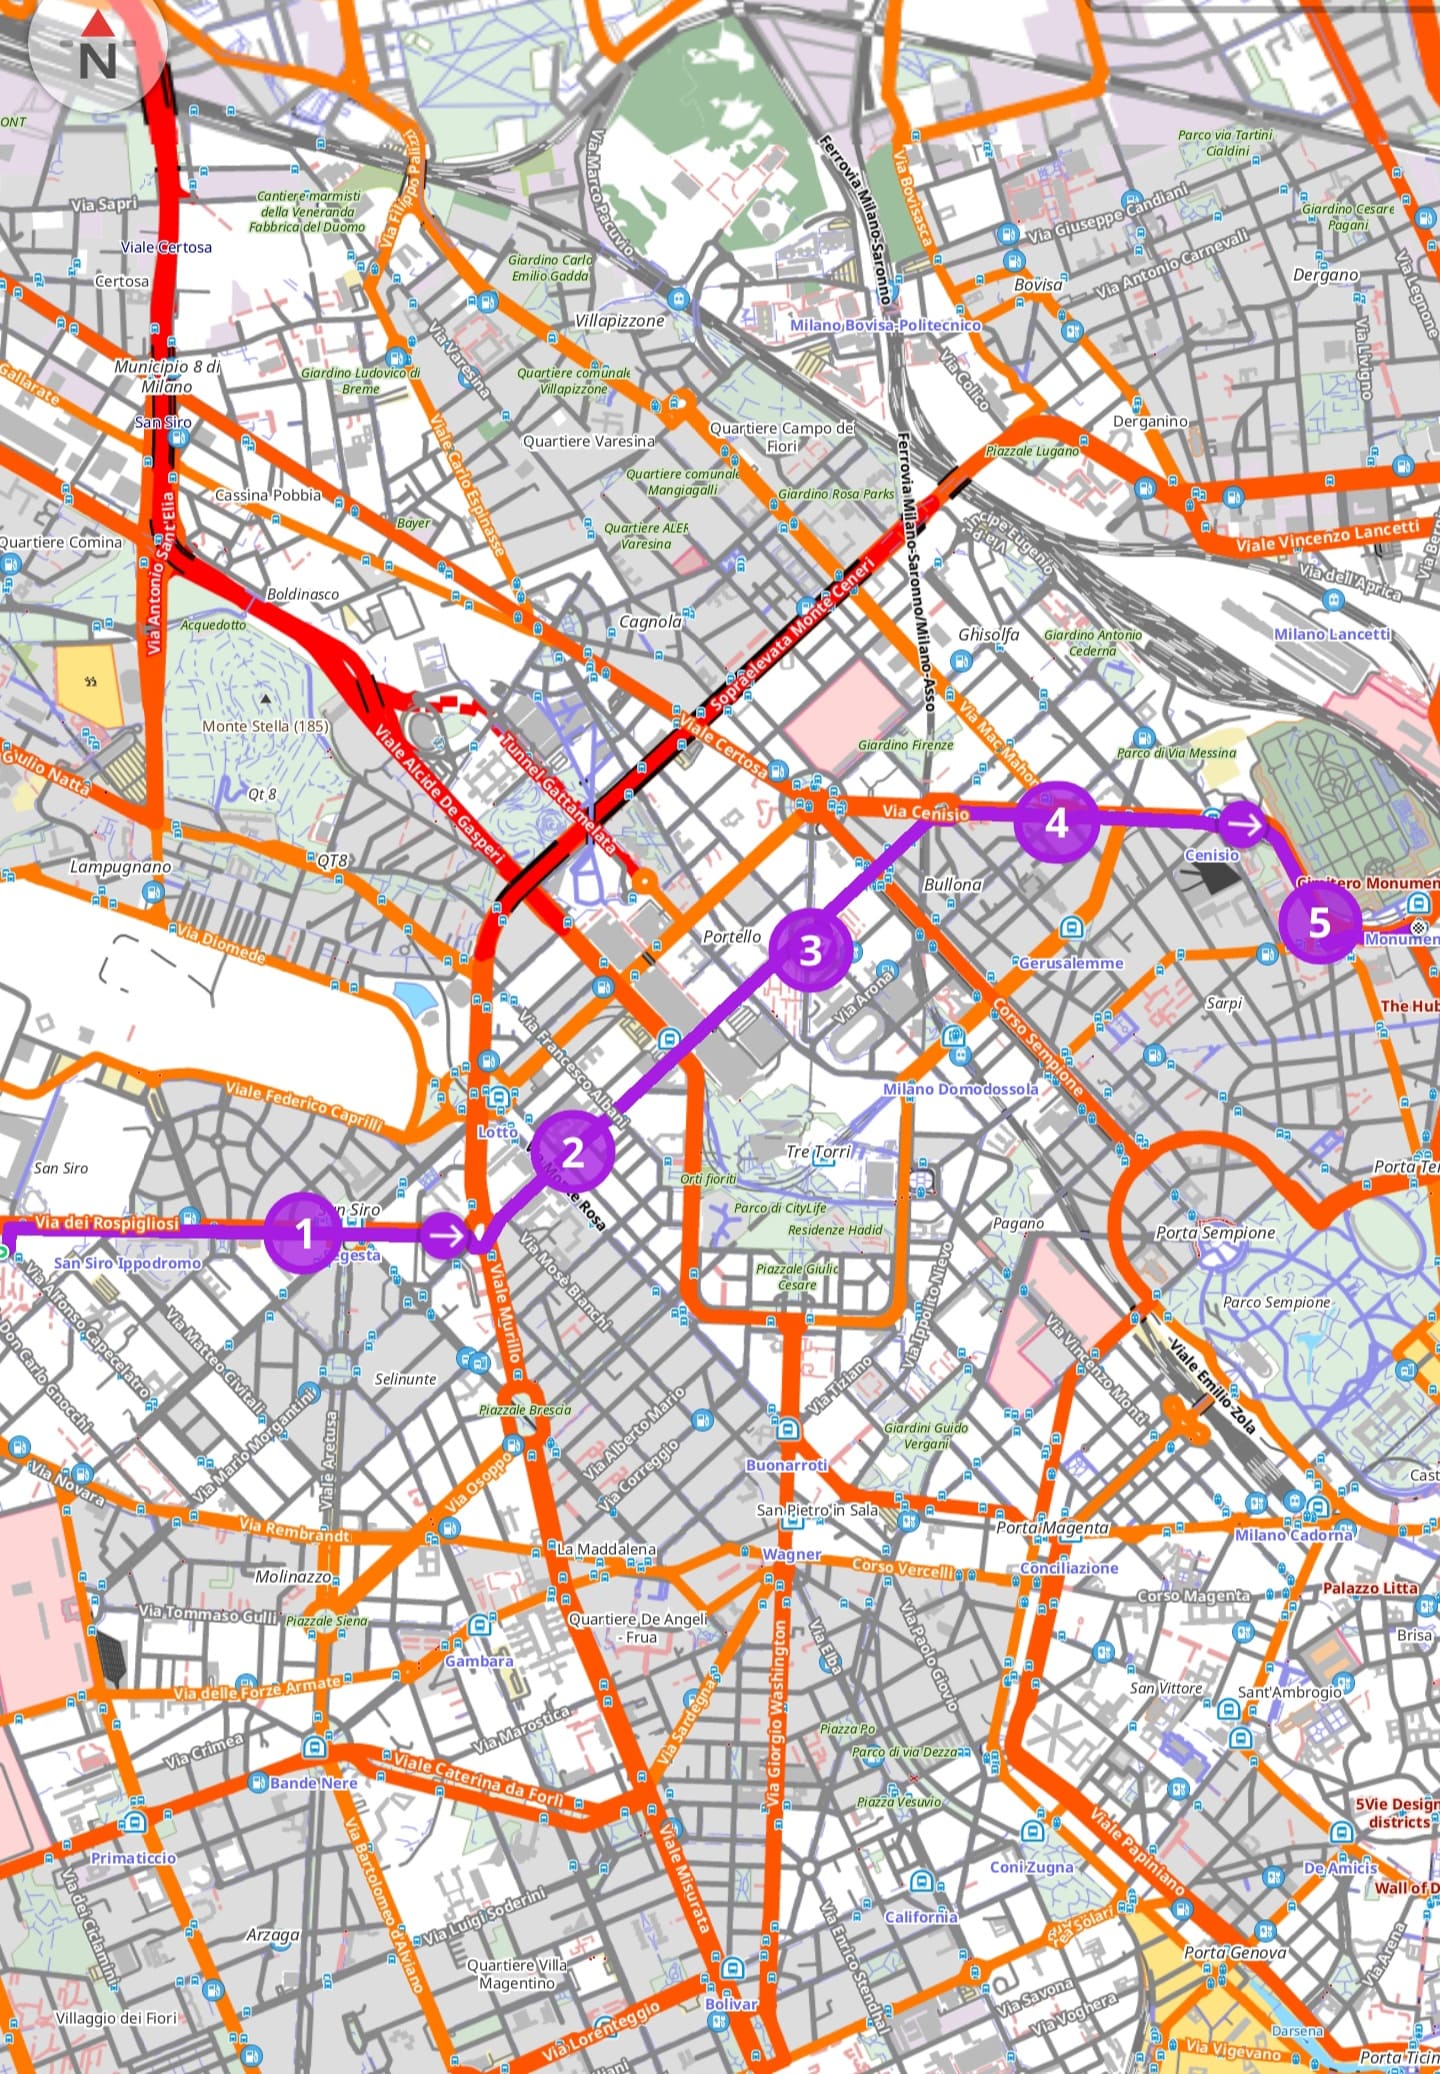 N
ONT
Via Filippo Palizzi
Via Marco Pacuvio
Ferrovia Milano-Saronno
Via Bovisasca
Parco via Tartini
Cialdini
Via Sapri
Cantiere marmisti
della Veneranda
Fabbrica del Duomo
Via Giuseppe Candiani
Giardino Cesare
Pagani
Viale Certosa
Giardino Carlo
Emilio Gadda
Via Antonio Carnevali
Via Legnone
Certosa
Bovisa
Dergano
Villapizzone
Milano Bovisa-Politecnico
Via Livigno
Via Varesina
Municipio 8 di
Milano
Giardino Ludovico di
Breme
Quartiere comunale
Villapizzone
Via Colico
Gallarate
San Siro
Quartiere Varesina
Quartiere Campo dei
Fiori
Derganino
Piazzale Lugano
Viale Carlo Espinasse
Quartiere comunale
Mangiagalli
Giardino Rosa Parks
Cassina Pobbia
Bayer
Quartiere ALER
Varesina
Ferrovia Milano-Saronno/Milano-Asso
Viale Vincenzo Lancetti
Quartiere Comina
Via Antonio Sant'Elia
Via dell'Aprica
Boldinasco
Acquedotto
Sopraelevata Monte Ceneri
Cagnola
Ghisolfa
Giardino Antonio
Cederna
Milano Lancetti
Monte Stella (185)
Viale Certosa
Via Mac Mahon
Giardino Firenze
Parco di Via Messina
Giulio Natta
Viale Alcide De Gasperi
Tunnel Gattamelata
Qt 8
Via Cenisio
4
Cenisio
Lampugnano
QT8
Bullona
Cimitero Monumen
5
Via Diomede
Portello
3
Monumen
Gerusalemme
Via Arona
Sarpi
The Hub
Via Francesco Albani
Corso Sempione
Viale Federico Caprilli
Milano Domodossola
Lotto
2
San Siro
Tre Torri
Porta Te
Orti fioriti
Via Monte Rosa
Parco di CityLife
Residenze Hadid
Via dei Rospigliosi
1
Pagano
Porta Sempione
San Siro Ippodromo
Segesta
Via Mosè Bianchi
Piazzale Giulio
Cesare
Via Ippolito Nievo
Via Alfonso Capecelatro
Don Carlo Gnocchi
Via Matteo Civitali
Viale Murillo
Parco Sempione
Via Vincenzo Monti
Viale Emilio-Zola
Selinunte
Via Tiziano
Via Mario Morgantini
Piazzale Brescia
Via Alberto Mario
Via Correggio
Giardini Guido
Vergani
Viale Aretusa
Via Novara
Via Osoppo
Buonarroti
Cast
San Pietro in Sala
Via Rembrandt
Porta Magenta
Milano Cadorna
La Maddalena
Wagner
Corso Vercelli
Conciliazione
Molinazzo
Corso Magenta
Palazzo Litta
Via Tommaso Gulli
Piazzale Siena
Quartiere De Angeli
- Frua
Via Elba
Via Paolo Giovio
Brisa
Gambara
Via Giorgio Washington
Via delle Forze Armate
San Vittore
Sant'Ambrogio
Via Marostica
Via Sardegna
Piazza Po
Parco di via Dezza
Via Crimea
Viale Caterina da Forlì
Bande Nere
Piazza Vesuvio
5Vie Design
districts
Primaticcio
Via Bartolomeo d'Alviano
Viale Misurata
Viale Papiniano
Coni Zugna
De Amicis
Wall of D
Via dei Ciclamini
Via Luigi Soderini
California
Arzaga
Via Enrico Stendhal
Porta Genova
Via Arena
Quartiere Villa
Magentino
Via Savona
Via Voghera
Bolivar
Villaggio dei Fiori
Via Lorenteggio
Darsena
Via Vigevano
Porta Ticin